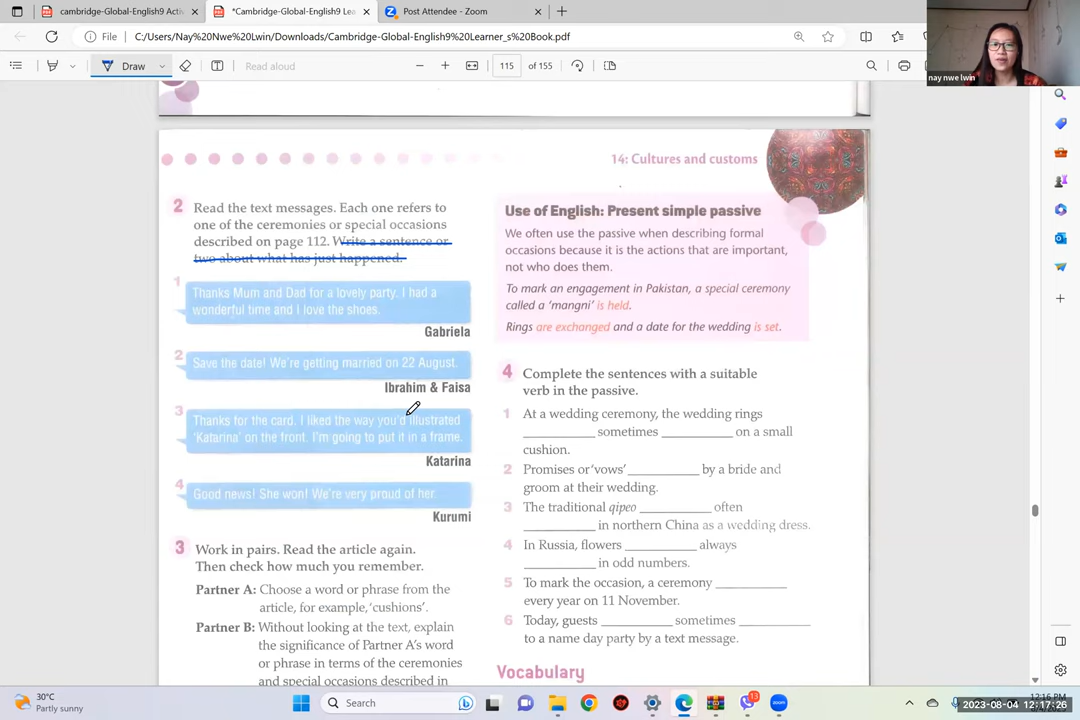 cambridge-Global-English9 Activ
*Cambridge-Global-English9 Lea
Post Attendee - Zoom
File
C:/Users/Nay%20Nwe%20Lwin/Downloads/Cambridge-Global-English9%20Learner_s%20Book.pdf
Draw
Read aloud
115
of 155
nay nwe lwin
14: Cultures and customs
2 Read the text messages. Each one refers to
one of the ceremonies or special occasions
described on page 112. Write a sentence or
two about what has just happened.
1 Thanks Mum and Dad for a lovely party. I had a
wonderful time and I love the shoes.
Gabriela
2 Save the date! We're getting married on 22 August.
Ibrahim & Faisa
3 Thanks for the card. I liked the way you'd illustrated
'Katarina' on the front. I'm going to put it in a frame.
Katarina
4 Good news! She won! We're very proud of her.
Kurumi
3 Work in pairs. Read the article again.
Then check how much you remember.
Partner A: Choose a word or phrase from the
article, for example, 'cushions'.
Partner B: Without looking at the text, explain
the significance of Partner A's word
or phrase in terms of the ceremonies
and special occasions described in
Use of English: Present simple passive
We often use the passive when describing formal
occasions because it is the actions that are important,
not who does them.
To mark an engagement in Pakistan, a special ceremony
called a 'mangni' is held.
Rings are exchanged and a date for the wedding is set.
4 Complete the sentences with a suitable
verb in the passive.
1 At a wedding ceremony, the wedding rings
__________ sometimes __________ on a small
cushion.
2 Promises or 'vows' __________ by a bride and
groom at their wedding.
3 The traditional qipeo __________ often
__________ in northern China as a wedding dress.
4 In Russia, flowers __________ always
__________ in odd numbers.
5 To mark the occasion, a ceremony __________
every year on 11 November.
6 Today, guests __________ sometimes __________
to a name day party by a text message.
Vocabulary
30°C
Partly sunny
Search
13
12:16 PM
2023-08-04 12:17:26